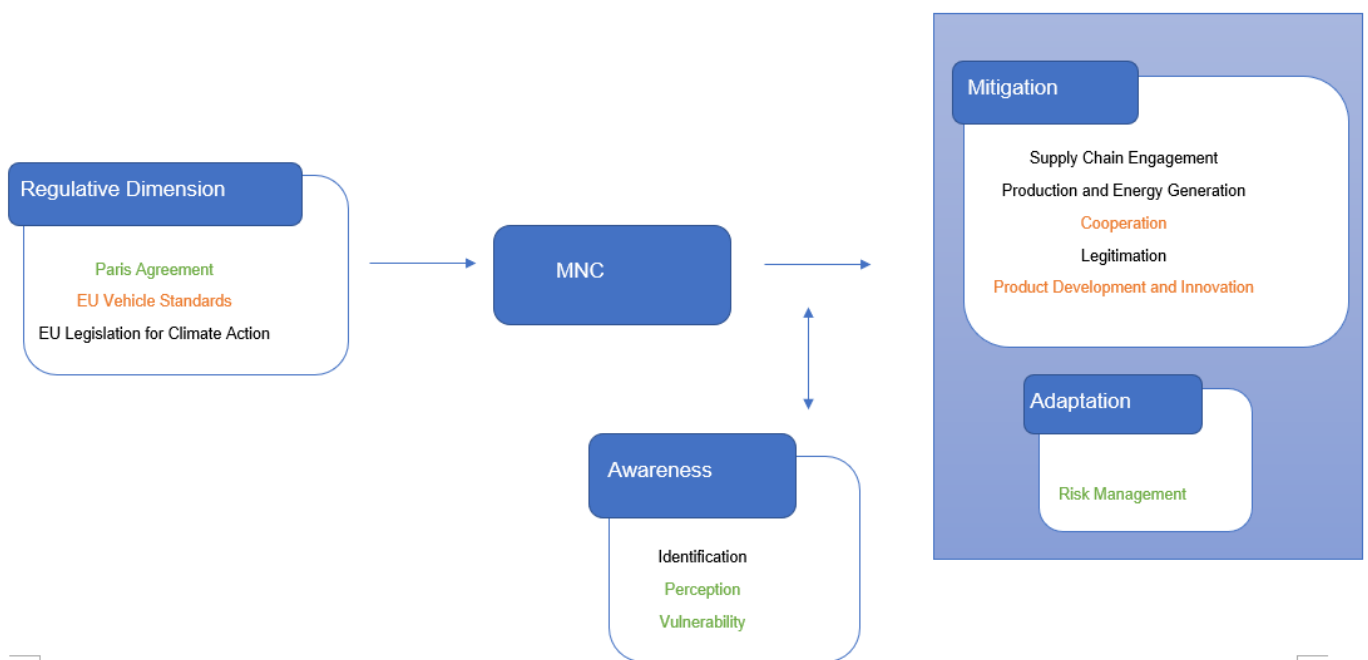 Regulative Dimension
Paris Agreement
EU Vehicle Standards
EU Legislation for Climate Action
MNC
Awareness
Identification
Perception
Vulnerability
Mitigation
Supply Chain Engagement
Production and Energy Generation
Cooperation
Legitimation
Product Development and Innovation
Adaptation
Risk Management